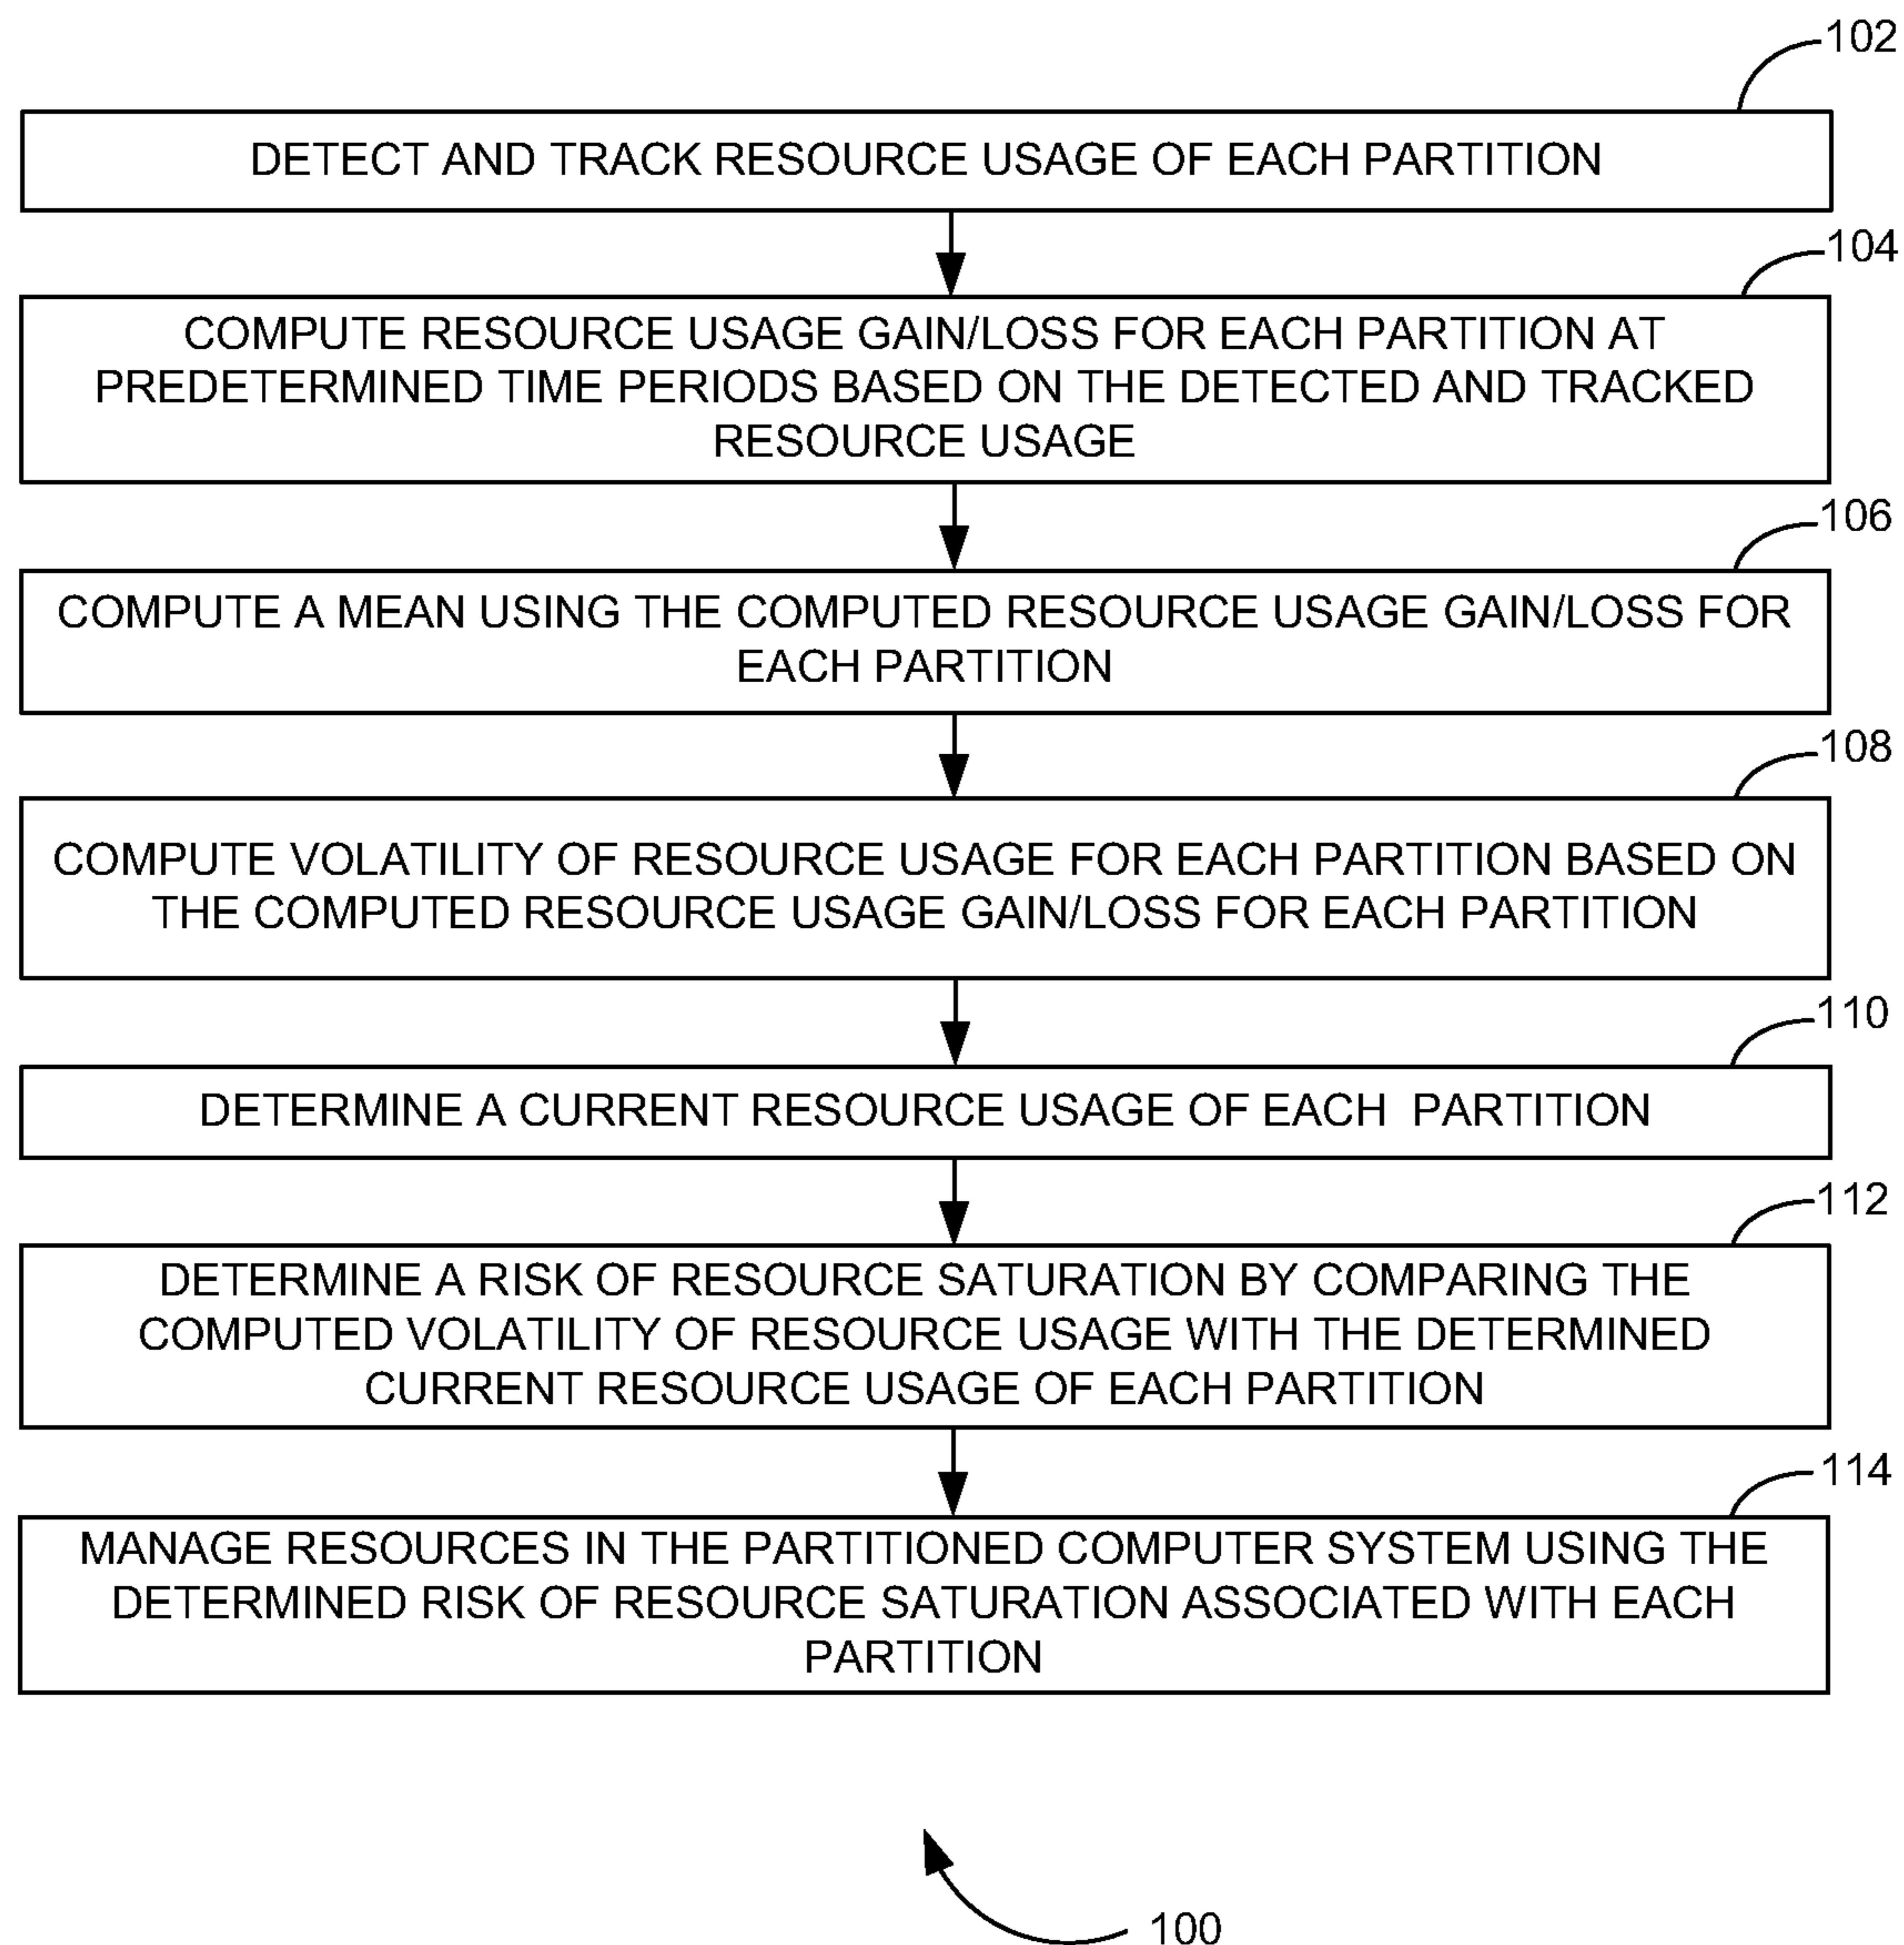 102
DETECT AND TRACK RESOURCE USAGE OF EACH PARTITION
104
COMPUTE RESOURCE USAGE GAIN/LOSS FOR EACH PARTITION AT
PREDETERMINED TIME PERIODS BASED ON THE DETECTED AND TRACKED
RESOURCE USAGE
106
COMPUTE A MEAN USING THE COMPUTED RESOURCE USAGE GAIN/LOSS FOR
EACH PARTITION
108
COMPUTE VOLATILITY OF RESOURCE USAGE FOR EACH PARTITION BASED ON
THE COMPUTED RESOURCE USAGE GAIN/LOSS FOR EACH PARTITION
110
DETERMINE A CURRENT RESOURCE USAGE OF EACH PARTITION
112
DETERMINE A RISK OF RESOURCE SATURATION BY COMPARING THE
COMPUTED VOLATILITY OF RESOURCE USAGE WITH THE DETERMINED
CURRENT RESOURCE USAGE OF EACH PARTITION
114
MANAGE RESOURCES IN THE PARTITIONED COMPUTER SYSTEM USING THE
DETERMINED RISK OF RESOURCE SATURATION ASSOCIATED WITH EACH
PARTITION
100